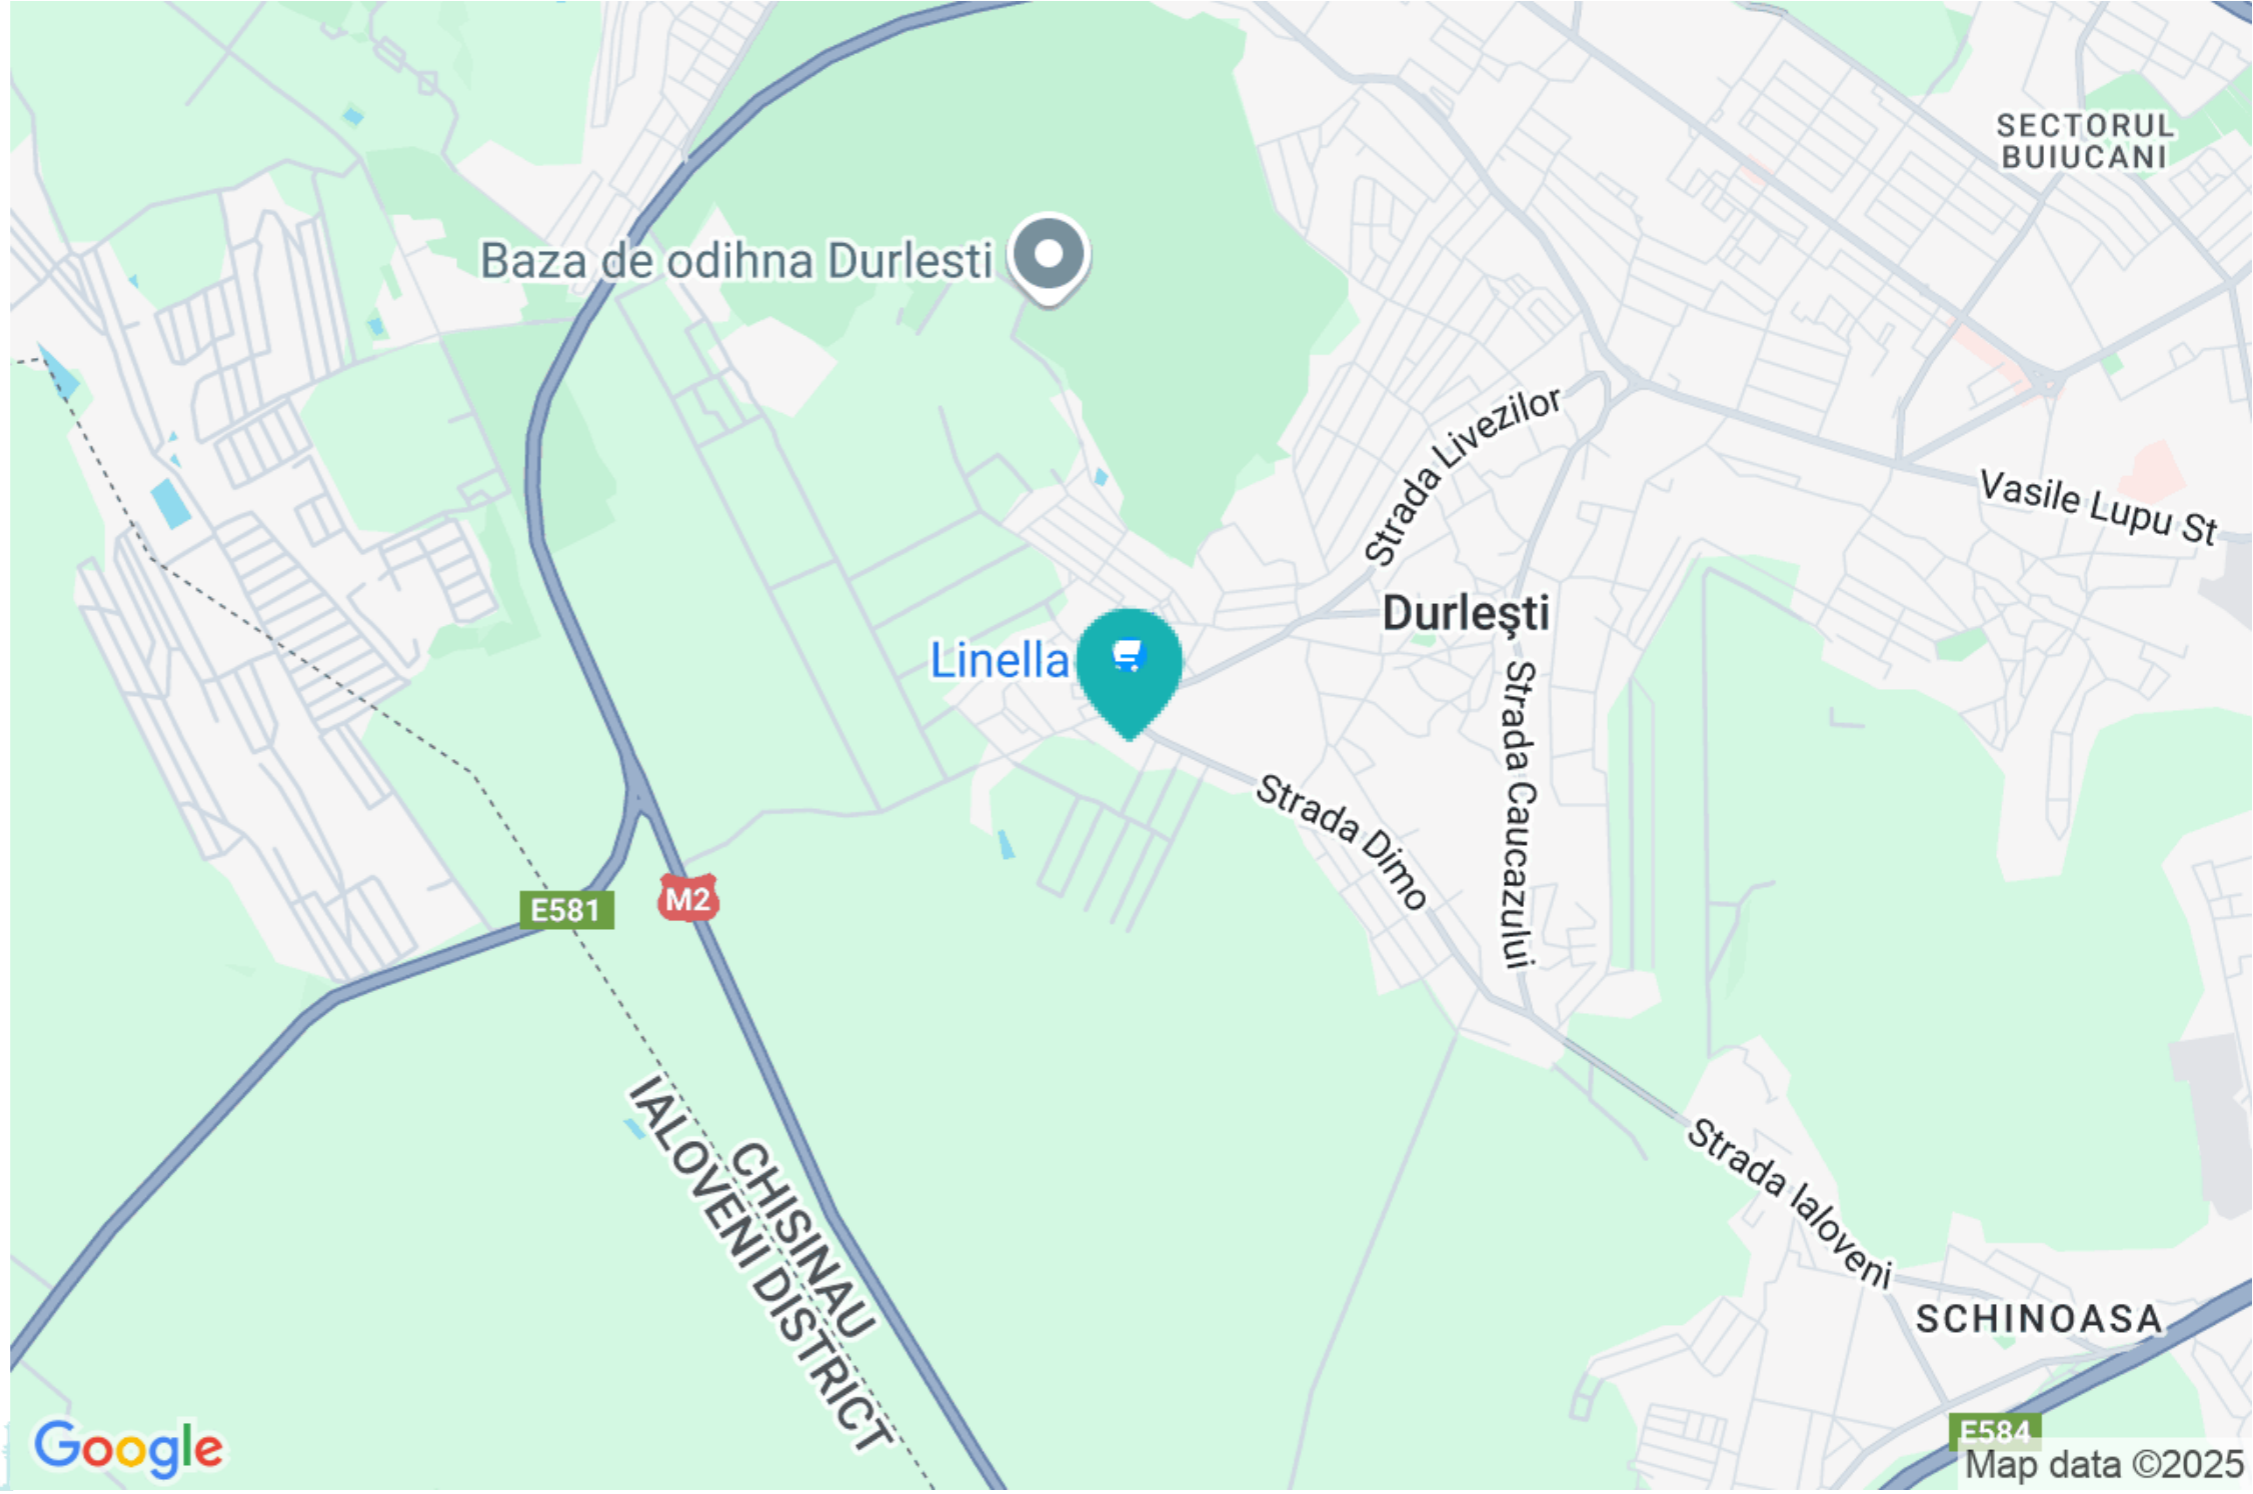 SECTORUL
BUIUCANI
Baza de odihna Durlesti
Strada Livezilor
Vasile Lupu St
Durlești
Linella
Strada Caucazului
Strada Dimo
E581
M2
IALOVENI DISTRICT
CHISINAU
Strada Ialoveni
SCHINOASA
E584
Google
Map data ©2025